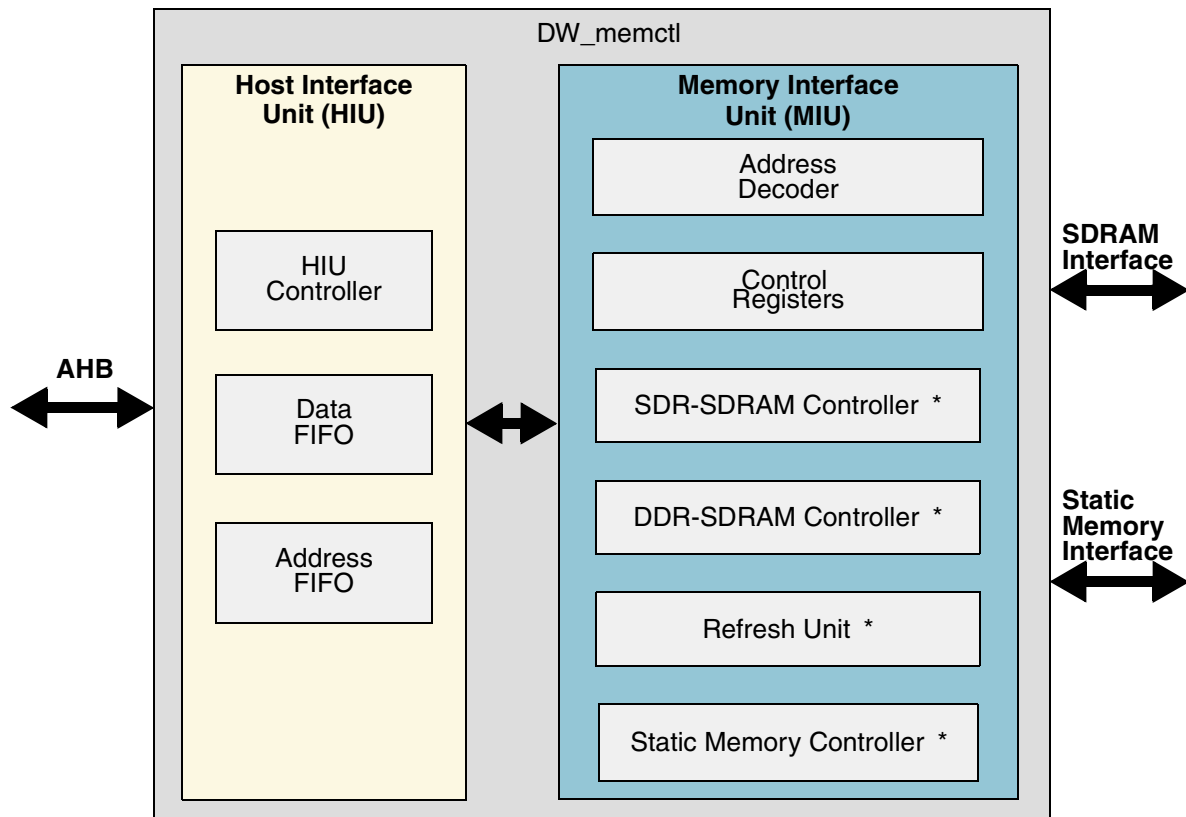 DW_memctl
Host Interface
Unit (HIU)
HIU
Controller
Data
FIFO
Address
FIFO
Memory Interface
Unit (MIU)
Address
Decoder
Control
Registers
SDR-SDRAM Controller *
DDR-SDRAM Controller *
Refresh Unit *
Static Memory Controller *
AHB
SDRAM
Interface
Static
Memory
Interface